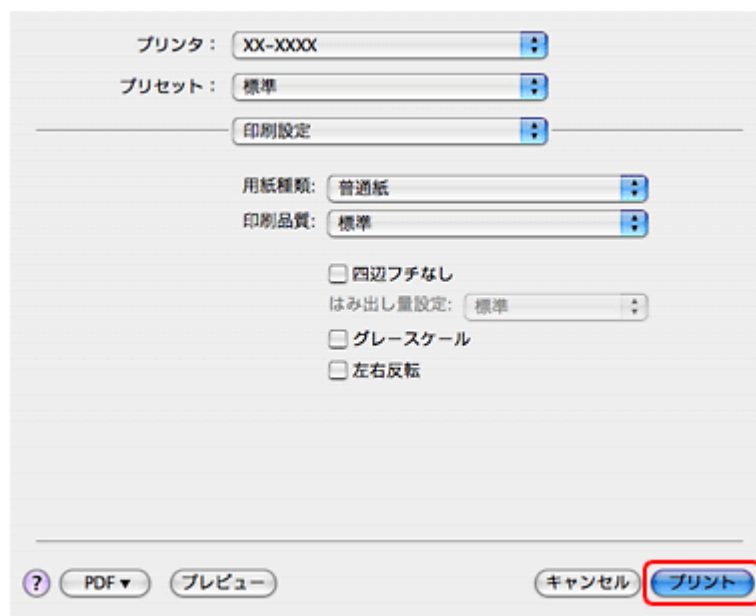 プリンタ： XX-XXXX
プリセット： 標準
印刷設定
用紙種類: 普通紙
印刷品質: 標準
四辺フチなし
はみ出し量設定: 標準
グレースケール
左右反転
? PDF▼ プレビュー キャンセル プリント